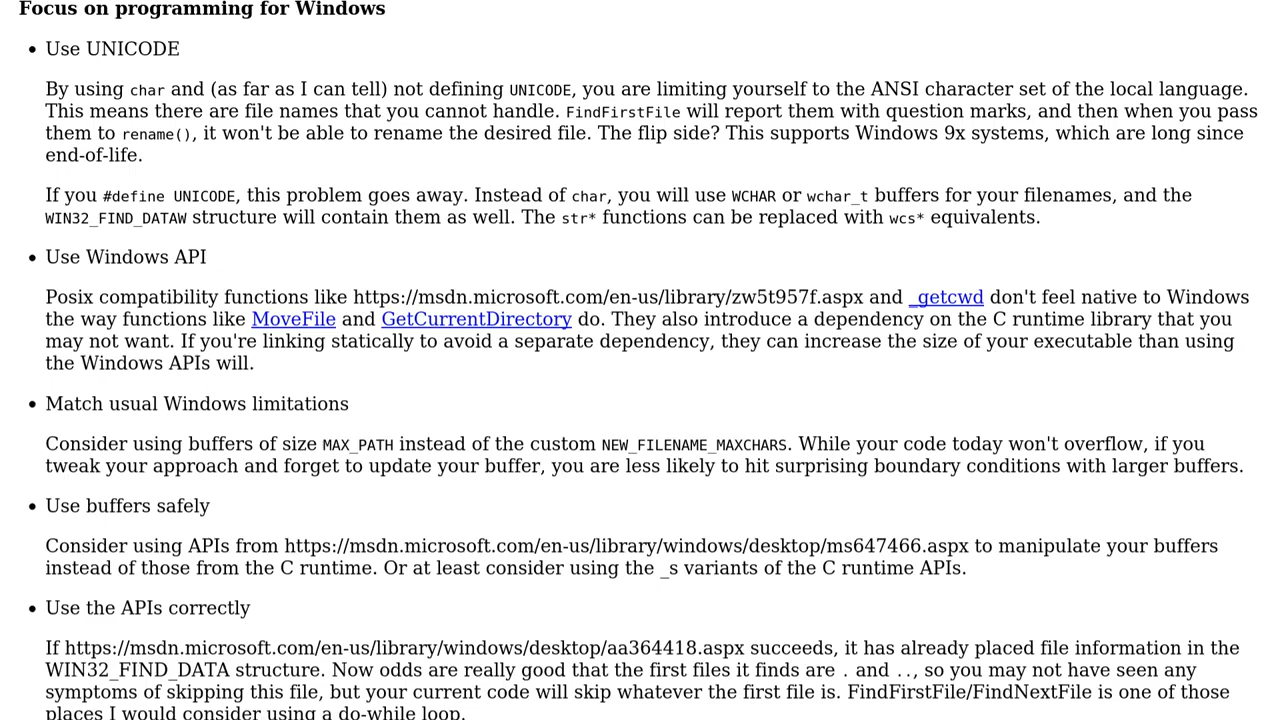 Focus on programming for Windows
• Use UNICODE
By using char and (as far as I can tell) not defining UNICODE, you are limiting yourself to the ANSI character set of the local language.
This means there are file names that you cannot handle. FindFirstFile will report them with question marks, and then when you pass
them to rename(), it won't be able to rename the desired file. The flip side? This supports Windows 9x systems, which are long since
end-of-life.
If you #define UNICODE, this problem goes away. Instead of char, you will use WCHAR or wchar_t buffers for your filenames, and the
WIN32_FIND_DATAW structure will contain them as well. The str* functions can be replaced with wcs* equivalents.
• Use Windows API
Posix compatibility functions like https://msdn.microsoft.com/en-us/library/zw5t957f.aspx and _getcwd don't feel native to Windows
the way functions like MoveFile and GetCurrentDirectory do. They also introduce a dependency on the C runtime library that you
may not want. If you're linking statically to avoid a separate dependency, they can increase the size of your executable than using
the Windows APIs will.
• Match usual Windows limitations
Consider using buffers of size MAX_PATH instead of the custom NEW_FILENAME_MAXCHARS. While your code today won't overflow, if you
tweak your approach and forget to update your buffer, you are less likely to hit surprising boundary conditions with larger buffers.
• Use buffers safely
Consider using APIs from https://msdn.microsoft.com/en-us/library/windows/desktop/ms647466.aspx to manipulate your buffers
instead of those from the C runtime. Or at least consider using the _s variants of the C runtime APIs.
• Use the APIs correctly
If https://msdn.microsoft.com/en-us/library/windows/desktop/aa364418.aspx succeeds, it has already placed file information in the
WIN32_FIND_DATA structure. Now odds are really good that the first files it finds are . and .., so you may not have seen any
symptoms of skipping this file, but your current code will skip whatever the first file is. FindFirstFile/FindNextFile is one of those
places I would consider using a do-while loop.